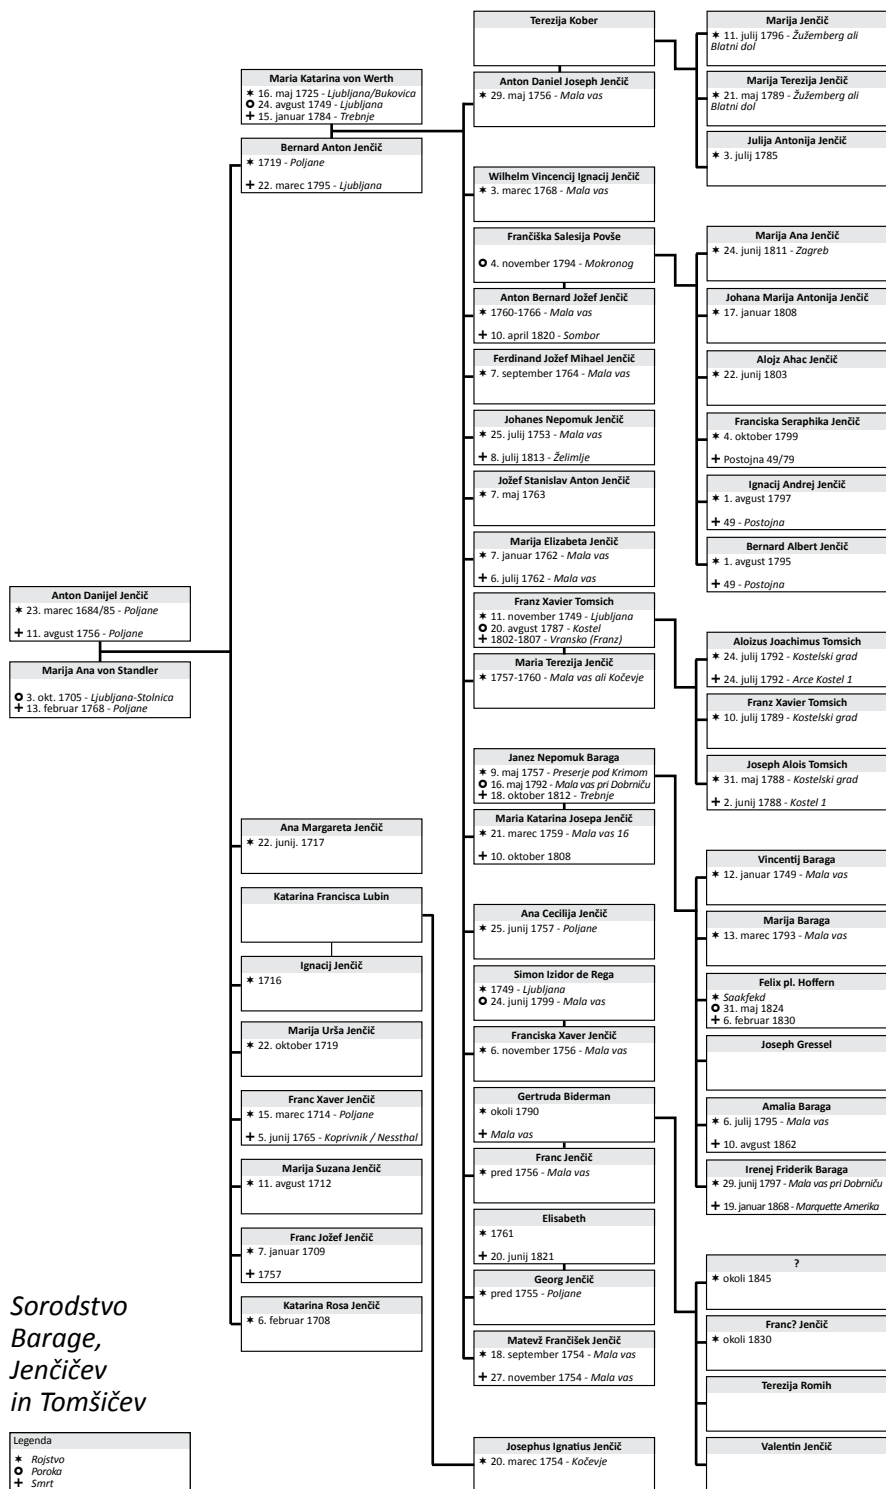 Anton Danijel Jenčič
✶ 23. marec 1684/85 - Poljane
+ 11. avgust 1756 - Poljane
Marija Ana von Standler
o 3. okt. 1705 - Ljubljana-Stolnica
+ 13. februar 1768 - Poljane
Maria Katarina von Werth
✶ 16. maj 1725 - Ljubljana/Bukovica
o 24. avgust 1749 - Ljubljana
+ 15. januar 1784 - Trebnje
Bernard Anton Jenčič
✶ 1719 - Poljane
+ 22. marec 1795 - Ljubljana
Ana Margareta Jenčič
✶ 22. junij. 1717
Katarina Francisca Lubin
Ignacij Jenčič
✶ 1716
Marija Urša Jenčič
✶ 22. oktober 1719
Franc Xaver Jenčič
✶ 15. marec 1714 - Poljane
+ 5. junij 1765 - Koprivnik / Nessthal
Marija Suzana Jenčič
✶ 11. avgust 1712
Franc Jožef Jenčič
✶ 7. januar 1709
+ 1757
Katarina Rosa Jenčič
✶ 6. februar 1708
Terezija Kober
Anton Daniel Joseph Jenčič
✶ 29. maj 1756 - Mala vas
Wilhelm Vincencij Ignacij Jenčič
✶ 3. marec 1768 - Mala vas
Frančiška Salesija Povše
o 4. november 1794 - Mokronog
Anton Bernard Jožef Jenčič
✶ 1760-1766 - Mala vas
+ 10. april 1820 - Sombor
Ferdinand Jožef Mihael Jenčič
✶ 7. september 1764 - Mala vas
Johanes Nepomuk Jenčič
✶ 25. julij 1753 - Mala vas
+ 8. julij 1813 - Želimlje
Jožef Stanislav Anton Jenčič
✶ 7. maj 1763
Marija Elizabeta Jenčič
✶ 7. januar 1762 - Mala vas
+ 6. julij 1762 - Mala vas
Franz Xavier Tomsich
✶ 11. november 1749 - Ljubljana
o 20. avgust 1787 - Kostel
+ 1802-1807 - Vransko (Franz)
Maria Terezija Jenčič
✶ 1757-1760 - Mala vas ali Kočevje
Janez Nepomuk Baraga
✶ 9. maj 1757 - Preserje pod Krimom
o 16. maj 1792 - Mala vas pri Dobrniču
+ 18. oktober 1812 - Trebnje
Maria Katarina Josepa Jenčič
✶ 21. marec 1759 - Mala vas 16
+ 10. oktober 1808
Ana Cecilija Jenčič
✶ 25. junij 1757 - Poljane
Simon Izidor de Rega
✶ 1749 - Ljubljana
o 24. junij 1799 - Mala vas
Franciska Xaver Jenčič
✶ 6. november 1756 - Mala vas
Gertruda Biderman
✶ okoli 1790
+ Mala vas
Franc Jenčič
✶ pred 1756 - Mala vas
Elisabeth
✶ 1761
+ 20. junij 1821
Georg Jenčič
✶ pred 1755 - Poljane
Matevž Frančišek Jenčič
✶ 18. september 1754 - Mala vas
+ 27. november 1754 - Mala vas
Josephus Ignatius Jenčič
✶ 20. marec 1754 - Kočevje
Marija Jenčič
✶ 11. julij 1796 - Žužemberg ali
Blatni dol
Marija Terezija Jenčič
✶ 21. maj 1789 - Žužemberg ali
Blatni dol
Julija Antonija Jenčič
✶ 3. julij 1785
Marija Ana Jenčič
✶ 24. junij 1811 - Zagreb
Johana Marija Antonija Jenčič
✶ 17. januar 1808
Alojz Ahac Jenčič
✶ 22. junij 1803
Franciska Seraphika Jenčič
✶ 4. oktober 1799
+ Postojna 49/79
Ignacij Andrej Jenčič
✶ 1. avgust 1797
+ 49 - Postojna
Bernard Albert Jenčič
✶ 1. avgust 1795
+ 49 - Postojna
Aloizus Joachimus Tomsich
✶ 24. julij 1792 - Kostelski grad
+ 24. julij 1792 - Arce Kostel 1
Franz Xavier Tomsich
✶ 10. julij 1789 - Kostelski grad
Joseph Alois Tomsich
✶ 31. maj 1788 - Kostelski grad
+ 2. junij 1788 - Kostel 1
Vincentij Baraga
✶ 12. januar 1749 - Mala vas
Marija Baraga
✶ 13. marec 1793 - Mala vas
Felix pl. Hoffern
✶ Saakfekd
o 31. maj 1824
+ 6. februar 1830
Joseph Gressel
Amalia Baraga
✶ 6. julij 1795 - Mala vas
+ 10. avgust 1862
Irenej Friderik Baraga
✶ 29. junij 1797 - Mala vas pri Dobrniču
+ 19. januar 1868 - Marquette Amerika
?
✶ okoli 1845
Franc? Jenčič
✶ okoli 1830
Terezija Romih
Valentin Jenčič
Sorodstvo
Barage,
Jenčičev
in Tomšičev
Legenda
✶ Rojstvo
o Poroka
+ Smrt